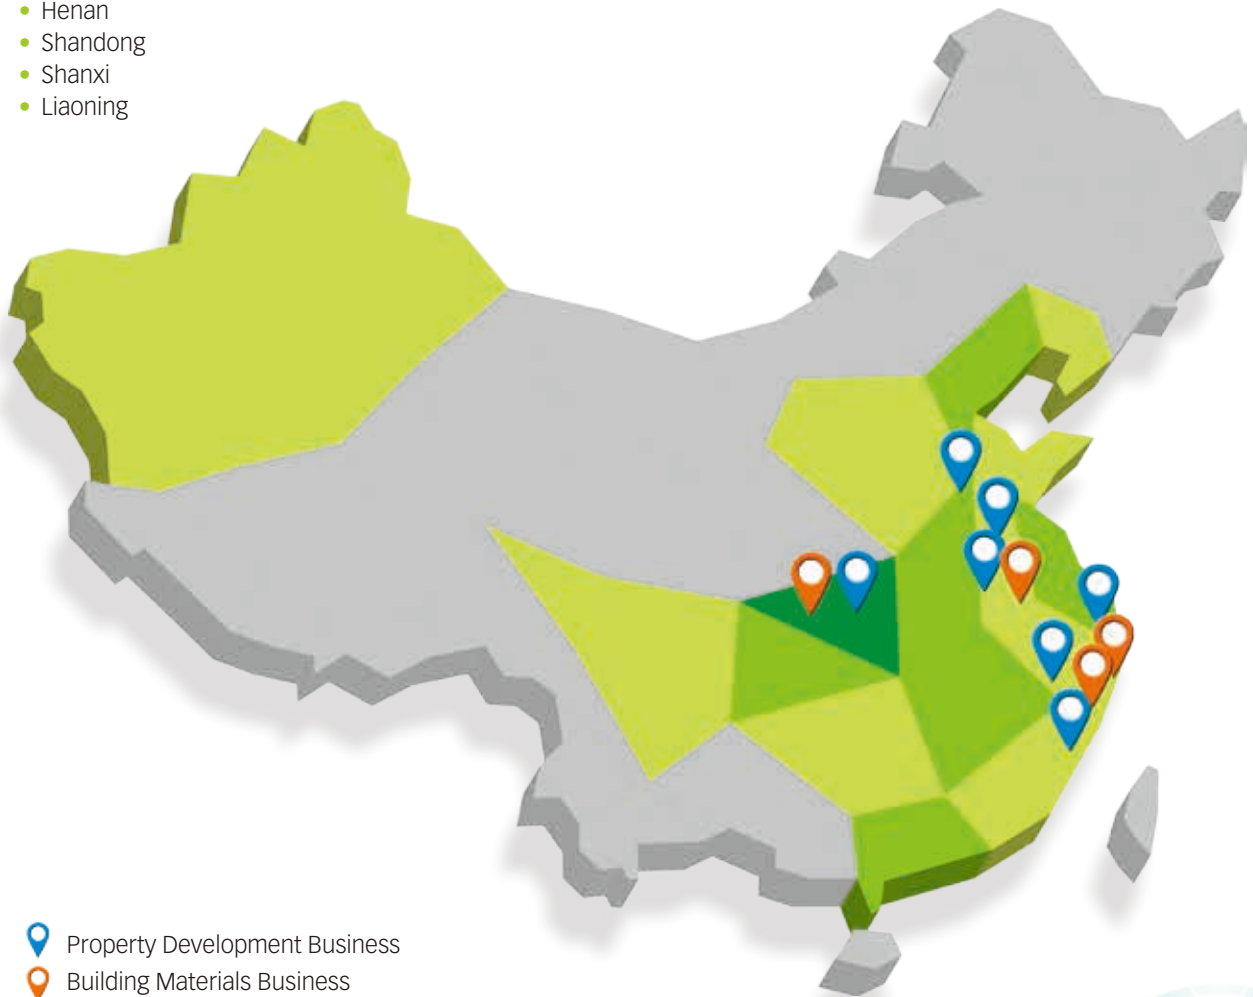 Henan
Shandong
Shanxi
Liaoning
Property Development Business
Building Materials Business